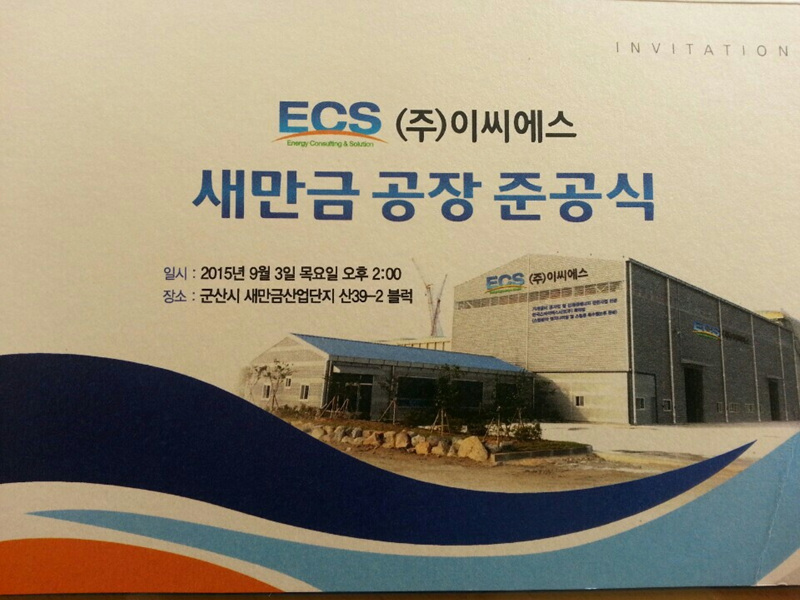 INVITATION
ECS (주)이씨에스
Energy Consulting & Solution
새만금 공장 준공식
일시 : 2015년 9월 3일 목요일 오후 2:00
장소 : 군산시 새만금산업단지 산39-2 블럭
ECS (주)이씨에스